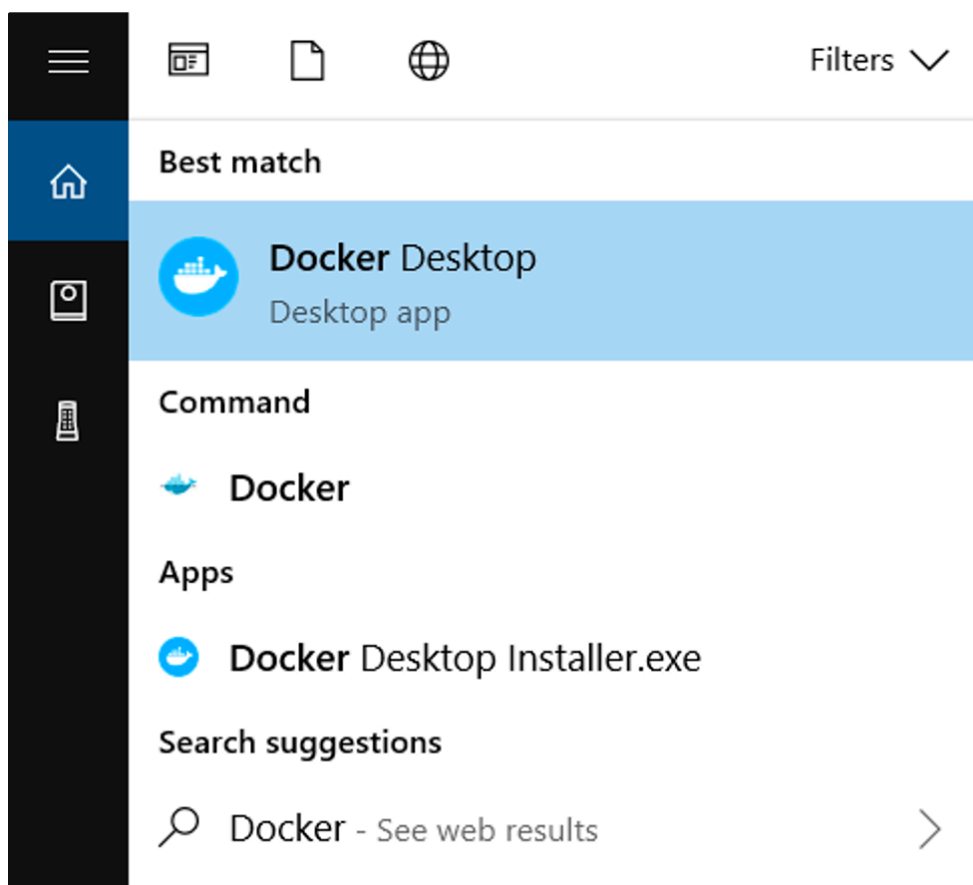 Filters
Best match
Docker Desktop
Desktop app
Command
Docker
Apps
Docker Desktop Installer.exe
Search suggestions
Docker - See web results